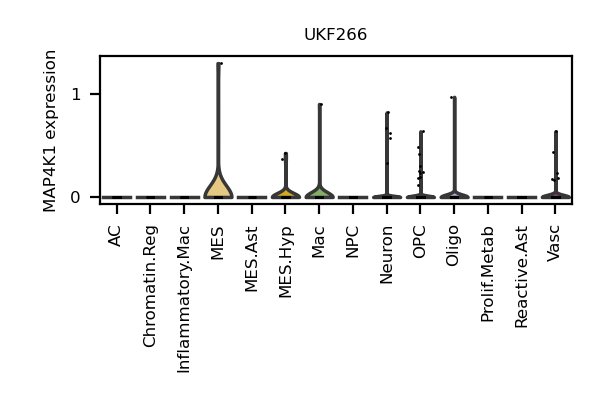 UKF266
MAP4K1 expression
1
0
AC
Chromatin.Reg
Inflammatory.Mac
MES
MES.Ast
MES.Hyp
Mac
NPC
Neuron
OPC
Oligo
Prolif.Metab
Reactive.Ast
Vasc